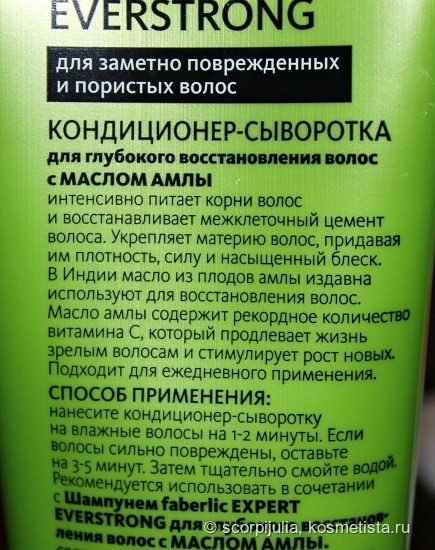 EVERSTRONG
для заметно поврежденных
и пористых волос
КОНДИЦИОНЕР-СЫВОРОТКА
для глубокого восстановления волос
с МАСЛОМ АМЛЫ
интенсивно питает корни волос
и восстанавливает межклеточный цемент
волоса. Укрепляет материю волос, придавая
им плотность, силу и насыщенный блеск.
В Индии масло из плодов амлы издавна
используют для восстановления волос.
Масло амлы содержит рекордное количество
витамина С, который продлевает жизнь
зрелым волосам и стимулирует рост новых.
Подходит для ежедневного применения.
СПОСОБ ПРИМЕНЕНИЯ:
нанесите кондиционер-сыворотку
на влажные волосы на 1-2 минуты. Если
волосы сильно повреждены, оставьте
на 3-5 минут. Затем тщательно смойте водой.
Рекомендуется использовать в сочетании
с Шампунем faberlic EXPERT
EVERSTRONG для
ления волос с МАСЛОМ АМЛЫ.
© scorpijulia, kosmetista.ru